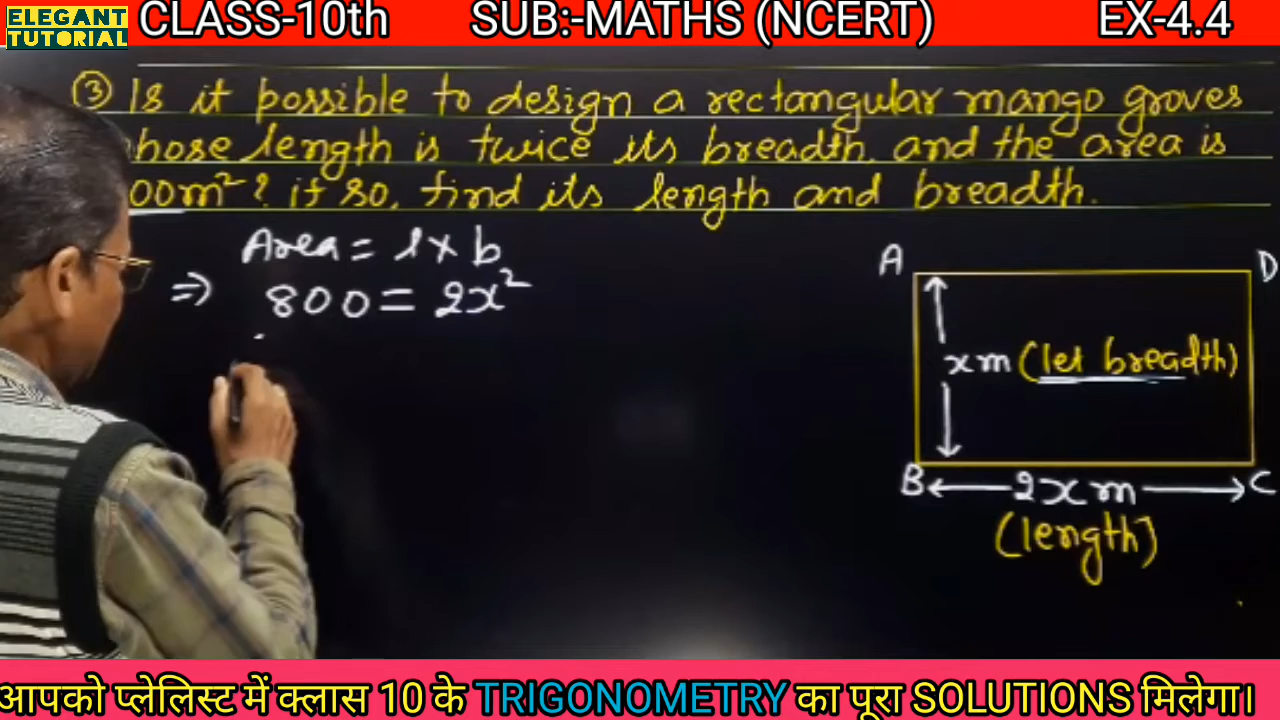 ELEGANT
TUTORIAL
CLASS-10th SUB:-MATHS (NCERT) EX-4.4
③ Is it possible to design a rectangular mango groves
hose length is twice its breadth, and the area is
00m²? if so, find its length and breadth.
Area = l × b
⇒ 800 = 2x²
A D
x m (let breadth)
B 2x m C
(length)
आपको प्लेलिस्ट में क्लास 10 के TRIGONOMETRY का पूरा SOLUTIONS मिलेगा।